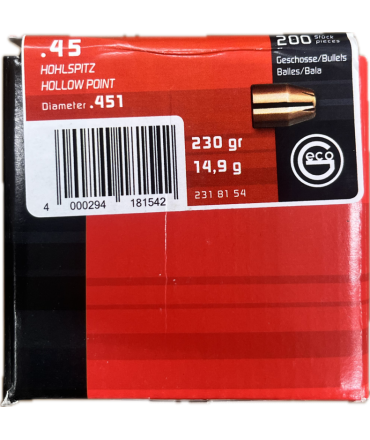 .45
HOHLSPITZ
HOLLOW POINT
Diameter .451
200 Stück
pieces
Geschosse/Bullets
Balles/Bala
230 gr
14,9 g
231 81 54
Geco
4 000294 181542